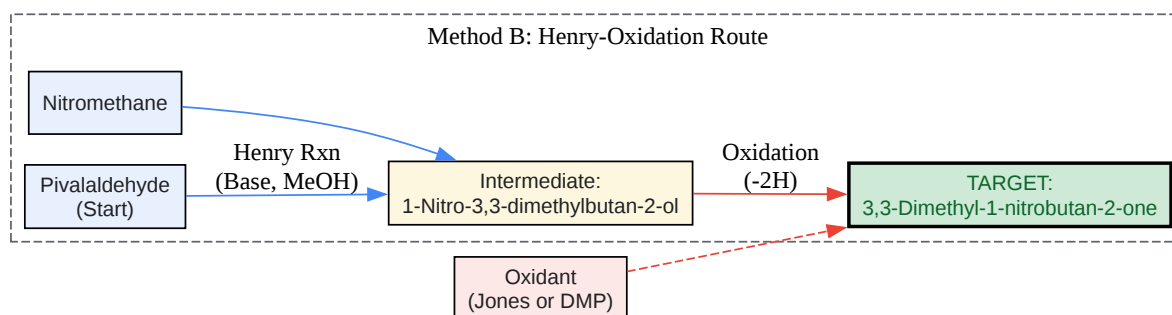 Method B: Henry-Oxidation Route
Nitromethane
Pivalaldehyde
(Start)
Henry Rxn
(Base, MeOH)
Intermediate:
1-Nitro-3,3-dimethylbutan-2-ol
Oxidation
(-2H)
TARGET:
3,3-Dimethyl-1-nitrobutan-2-one
Oxidant
(Jones or DMP)